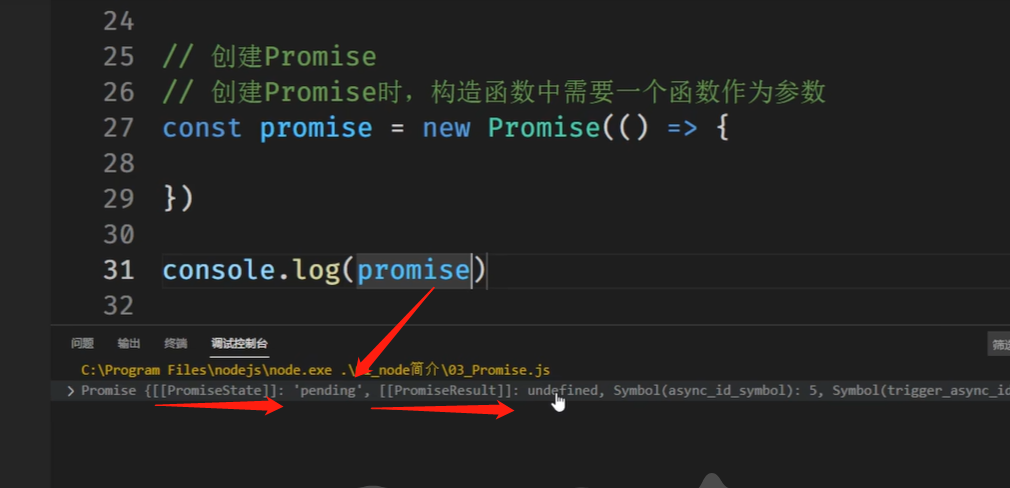 24
25 // 创建Promise
26 // 创建Promise时，构造函数中需要一个函数作为参数
27 const promise = new Promise(() => {
28
29 })
30
31 console.log(promise)
32
问题 输出 终端 调试控制台
C:\Program Files\nodejs\node.exe .\ _node简介\03_Promise.js
> Promise {[[PromiseState]]: 'pending', [[PromiseResult]]: undefined, Symbol(async_id_symbol): 5, Symbol(trigger_async_id